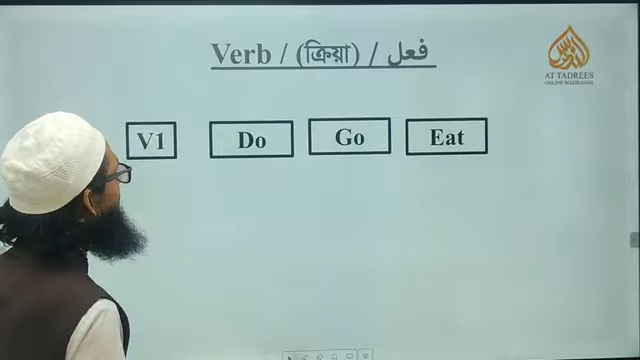 Verb / (ক্রিয়া) / فعل
AT TADREES
ONLINE MADRASAH
V1 Do Go Eat